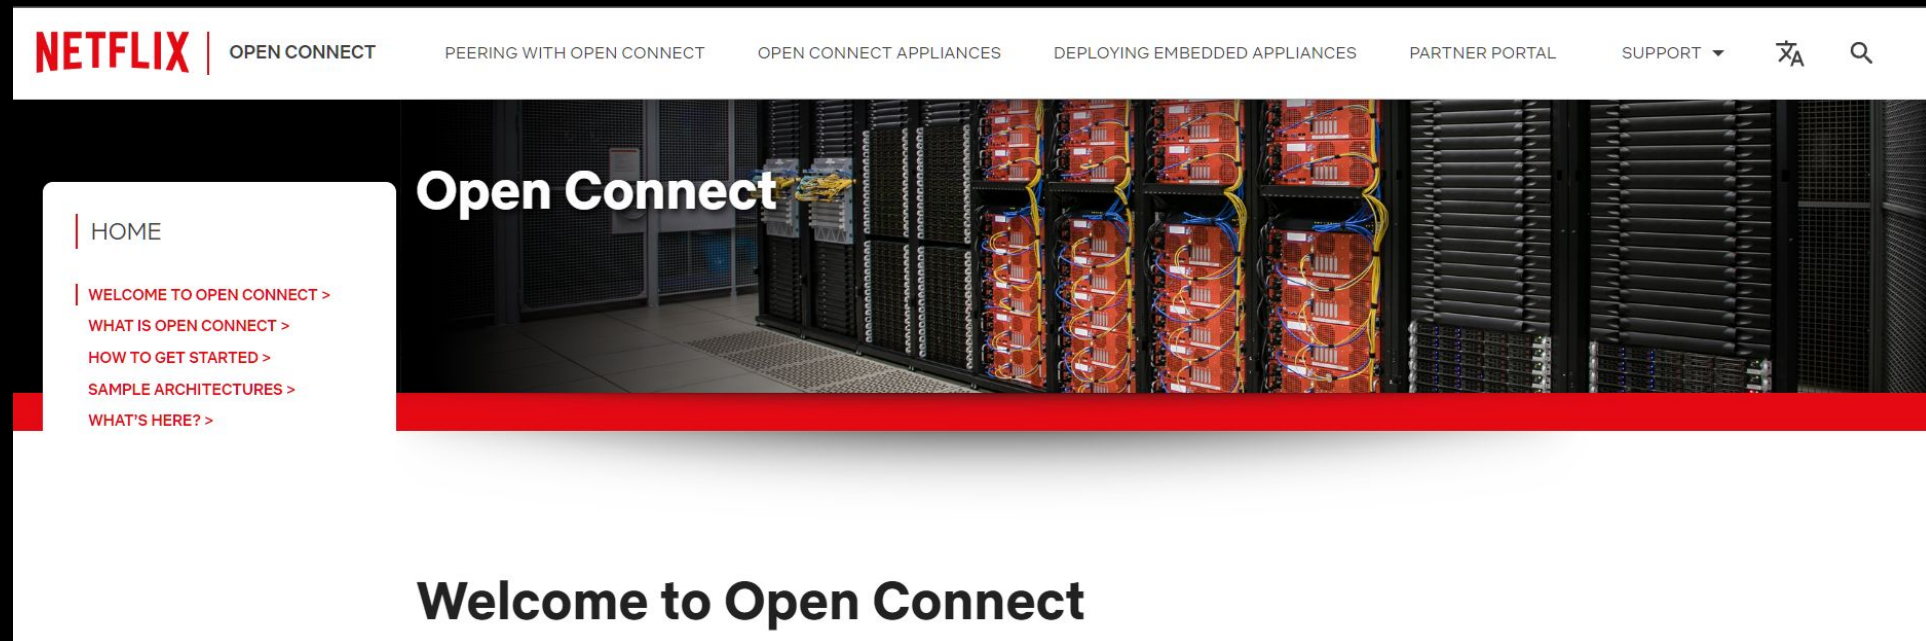 NETFLIX OPEN CONNECT PEERING WITH OPEN CONNECT OPEN CONNECT APPLIANCES DEPLOYING EMBEDDED APPLIANCES PARTNER PORTAL SUPPORT
Open Connect
HOME
WELCOME TO OPEN CONNECT >
WHAT IS OPEN CONNECT >
HOW TO GET STARTED >
SAMPLE ARCHITECTURES >
WHAT'S HERE? >
Welcome to Open Connect